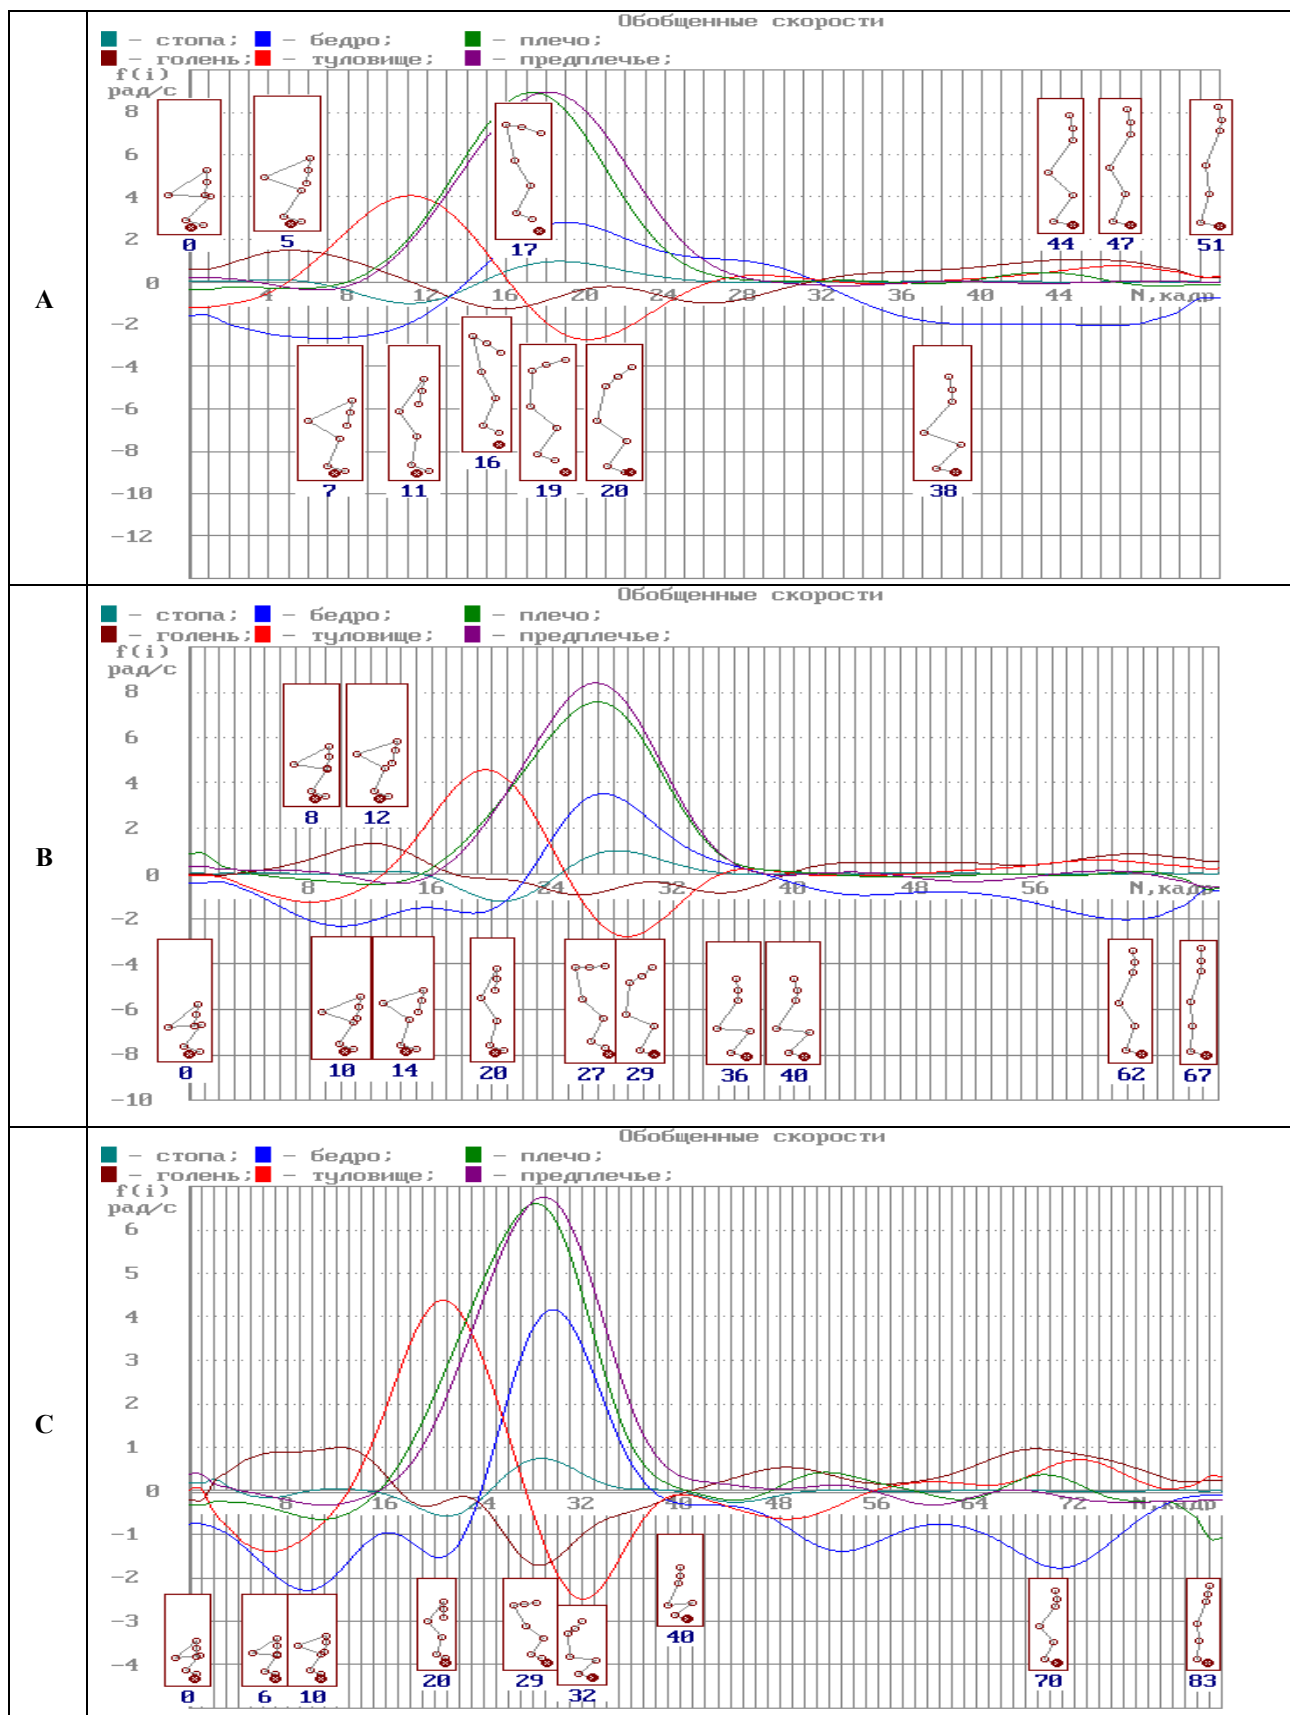 Обобщенные скорости
– стопа; – бедро; – плечо;
– голень; – туловище; – предплечье;
f(i)
рад/с
8
6
4
2
0
-2
-4
-6
-8
-10
-12
4 8 12 16 20 24 28 32 36 40 44 N,кадр
0 5 17 44 47 51
7 11 16 19 20 38
A
Обобщенные скорости
– стопа; – бедро; – плечо;
– голень; – туловище; – предплечье;
f(i)
рад/с
8
6
4
2
0
-2
-4
-6
-8
-10
8 16 24 32 40 48 56 N,кадр
8 12
0 10 14 20 27 29 36 40 62 67
B
Обобщенные скорости
– стопа; – бедро; – плечо;
– голень; – туловище; – предплечье;
f(i)
рад/с
6
5
4
3
2
1
0
-1
-2
-3
-4
8 16 24 32 40 48 56 64 72 N,кадр
40
0 6 10 20 29 32 70 83
C